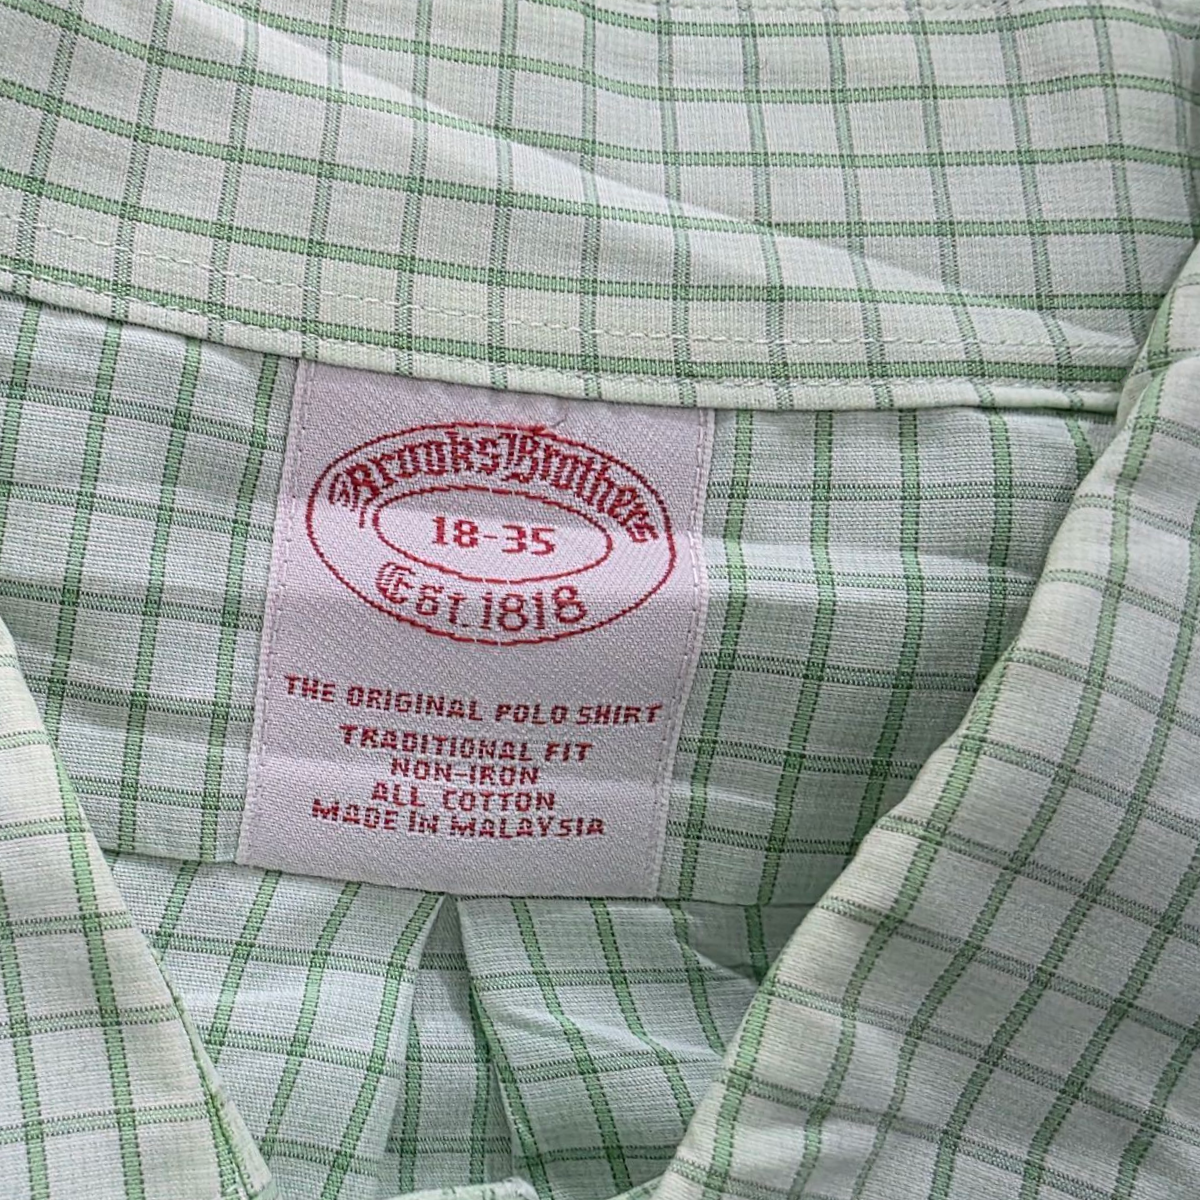 Brooks Brothers
18-35
Est. 1818
THE ORIGINAL POLO SHIRT
TRADITIONAL FIT
NON-IRON
ALL COTTON
MADE IN MALAYSIA